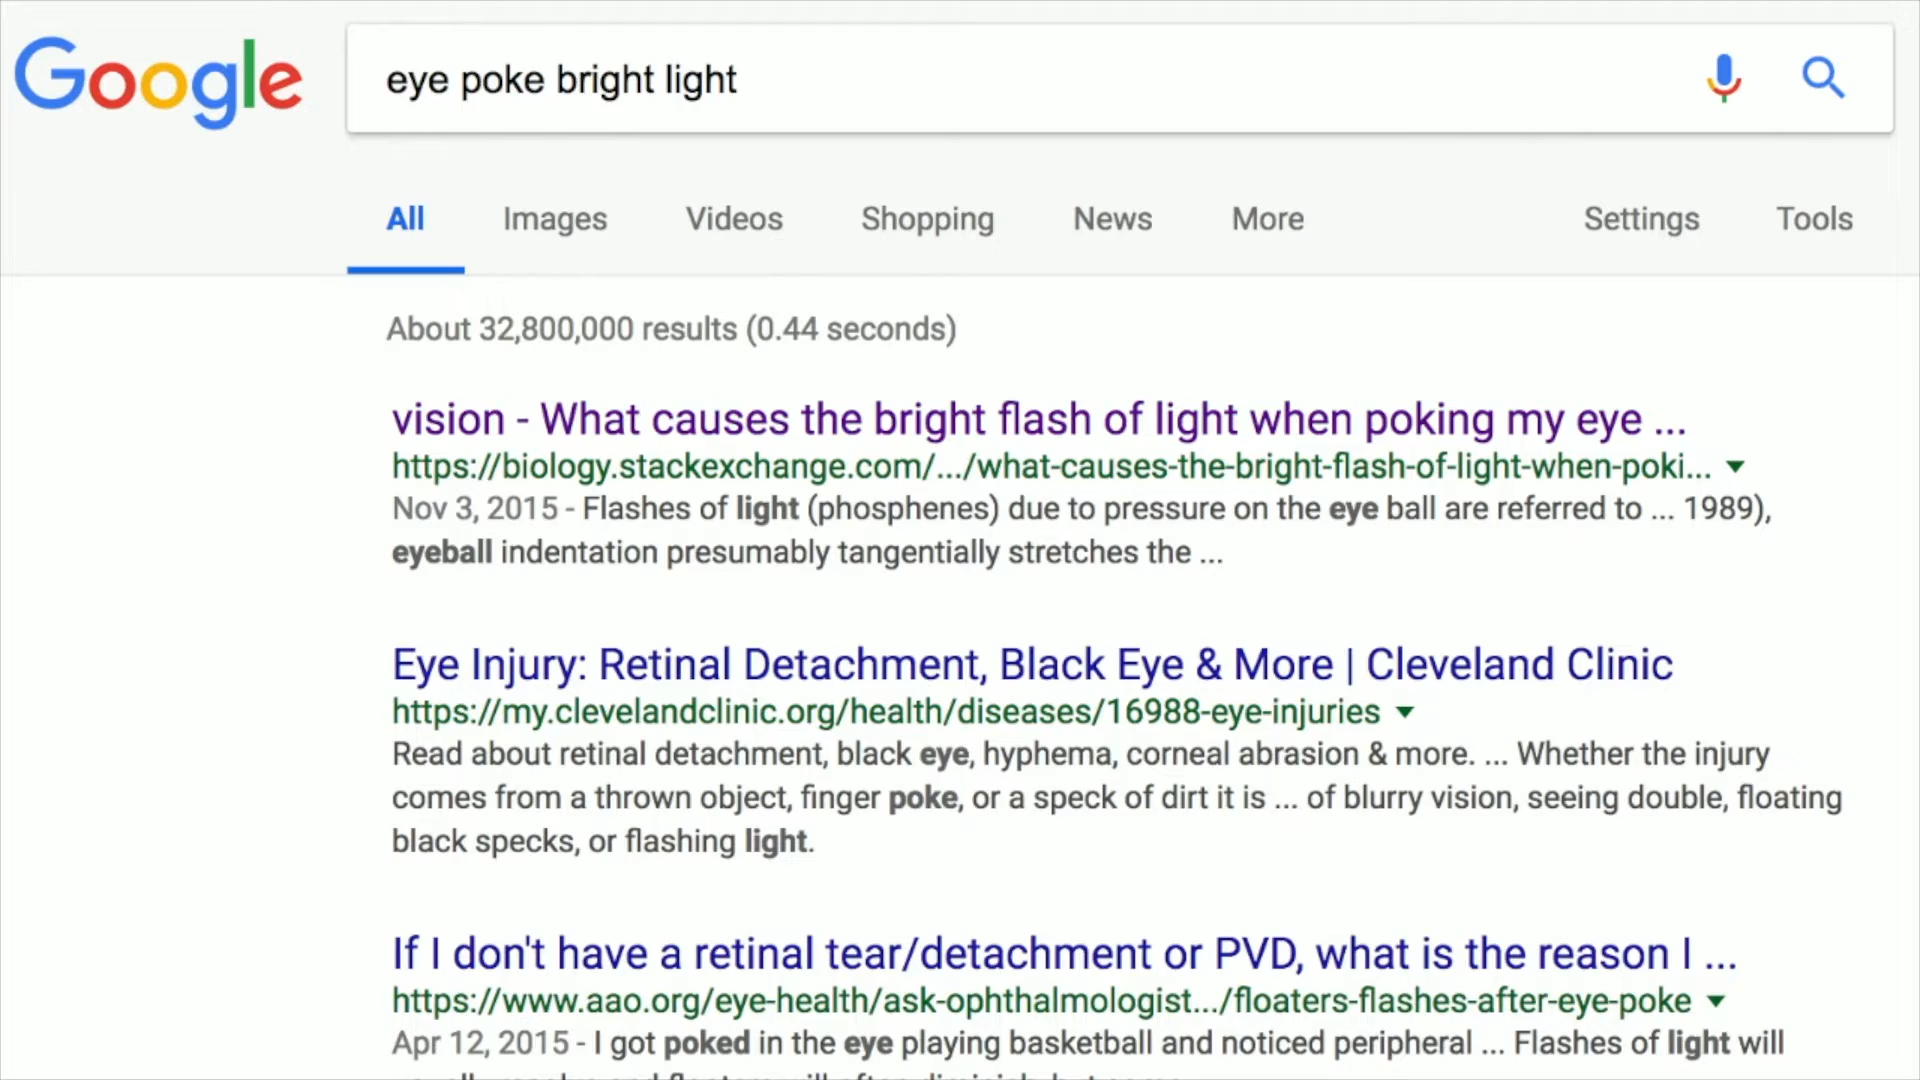 Google
eye poke bright light
All Images Videos Shopping News More Settings Tools
About 32,800,000 results (0.44 seconds)
vision - What causes the bright flash of light when poking my eye ...
https://biology.stackexchange.com/.../what-causes-the-bright-flash-of-light-when-poki...
Nov 3, 2015 - Flashes of light (phosphenes) due to pressure on the eye ball are referred to ... 1989),
eyeball indentation presumably tangentially stretches the ...
Eye Injury: Retinal Detachment, Black Eye & More | Cleveland Clinic
https://my.clevelandclinic.org/health/diseases/16988-eye-injuries
Read about retinal detachment, black eye, hyphema, corneal abrasion & more. ... Whether the injury
comes from a thrown object, finger poke, or a speck of dirt it is ... of blurry vision, seeing double, floating
black specks, or flashing light.
If I don't have a retinal tear/detachment or PVD, what is the reason I ...
https://www.aao.org/eye-health/ask-ophthalmologist.../floaters-flashes-after-eye-poke
Apr 12, 2015 - I got poked in the eye playing basketball and noticed peripheral ... Flashes of light will